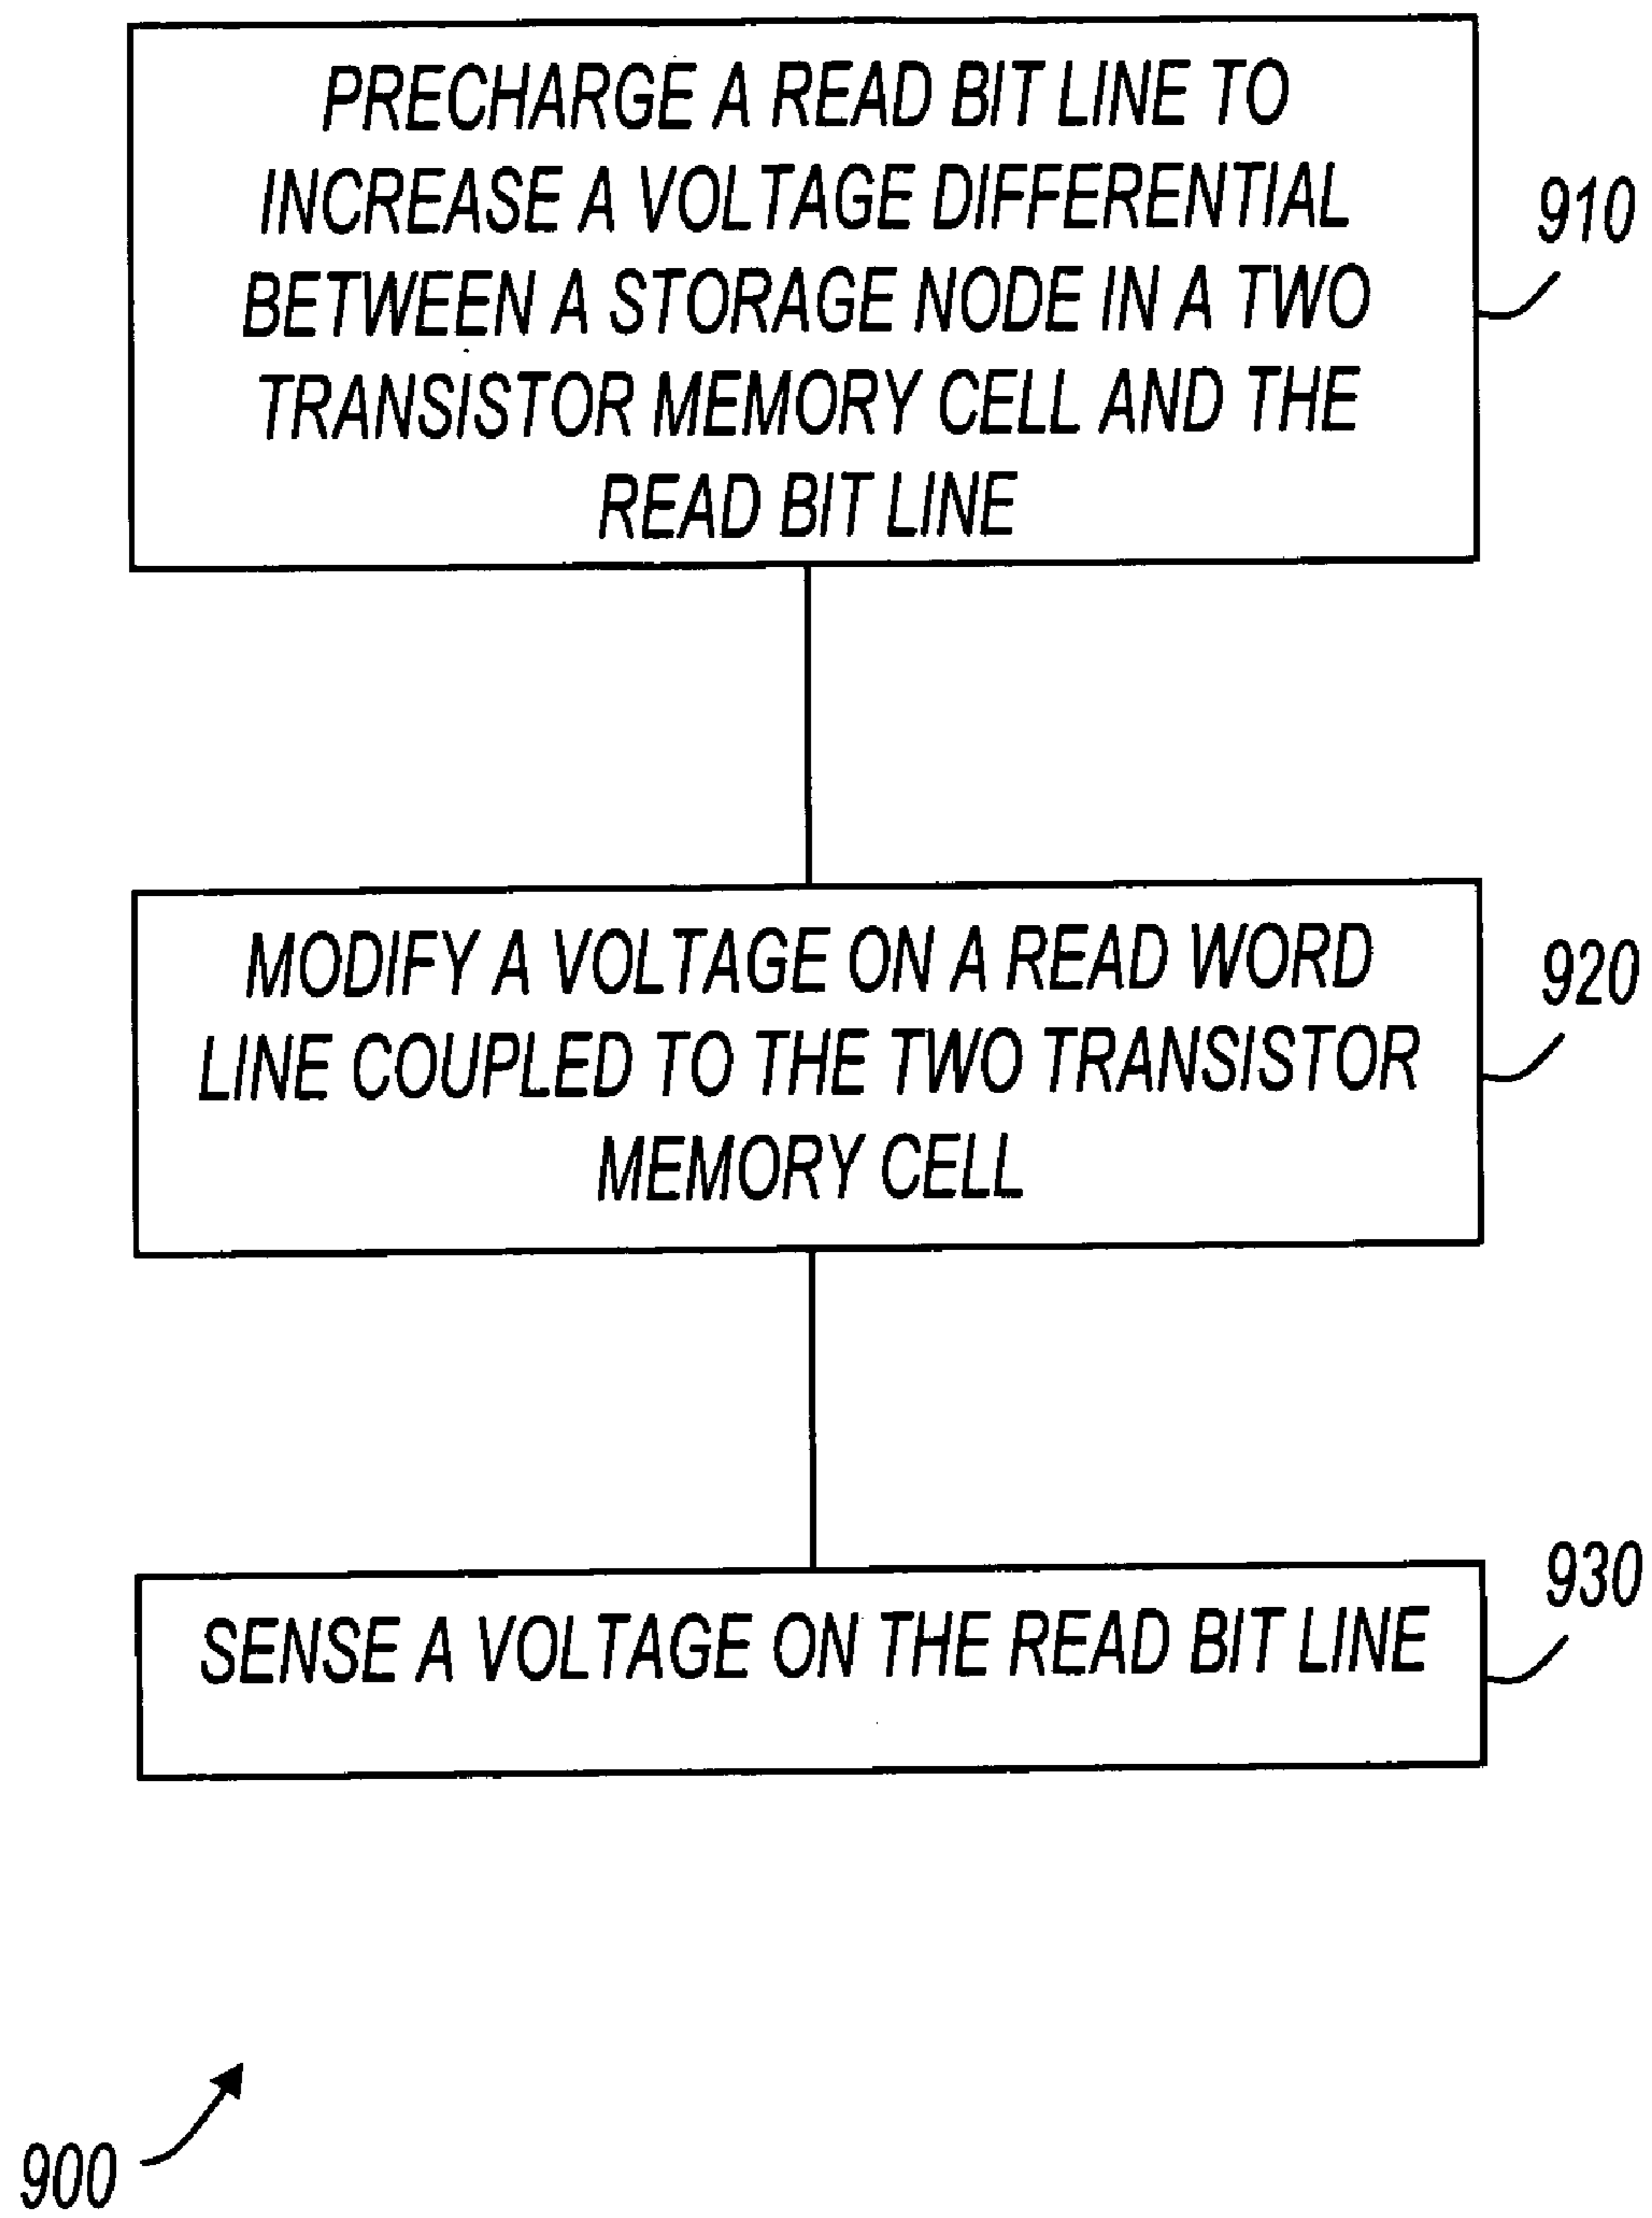 PRECHARGE A READ BIT LINE TO
INCREASE A VOLTAGE DIFFERENTIAL
BETWEEN A STORAGE NODE IN A TWO
TRANSISTOR MEMORY CELL AND THE
READ BIT LINE
910
MODIFY A VOLTAGE ON A READ WORD
LINE COUPLED TO THE TWO TRANSISTOR
MEMORY CELL
920
SENSE A VOLTAGE ON THE READ BIT LINE
930
900